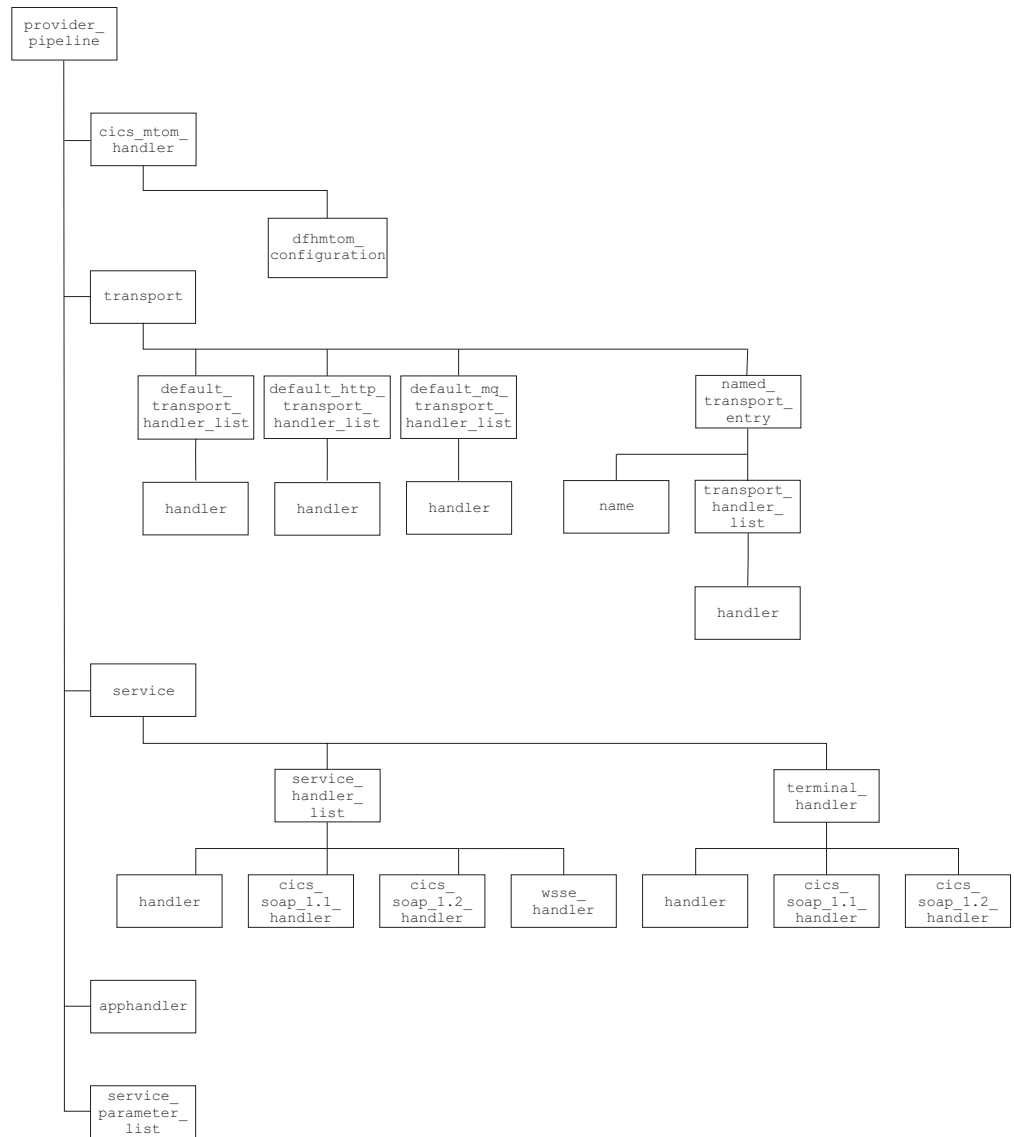 provider_
pipeline
cics_mtom_
handler
dfhmtom_
configuration
transport
default_
transport_
handler_list
default_http_
transport_
handler_list
default_mq_
transport_
handler_list
named_
transport_
entry
handler
handler
handler
name
transport_
handler_
list
handler
service
service_
handler_
list
terminal_
handler
handler
cics_
soap_1.1_
handler
cics_
soap_1.2_
handler
wsse_
handler
handler
cics_
soap_1.1_
handler
cics_
soap_1.2_
handler
apphandler
service_
parameter_
list